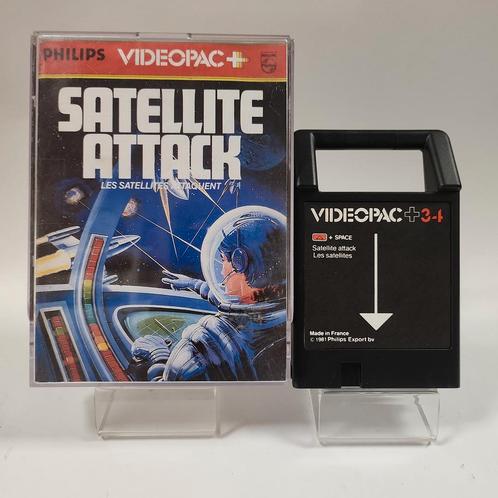 PHILIPS VIDEOPAC+
SATELLITE
ATTACK
LES SATELLITES ATTAQUENT
VIDEOPAC+34
+ SPACE
Satellite attack
Les satellites
Made in France
© 1981 Philips Export bv